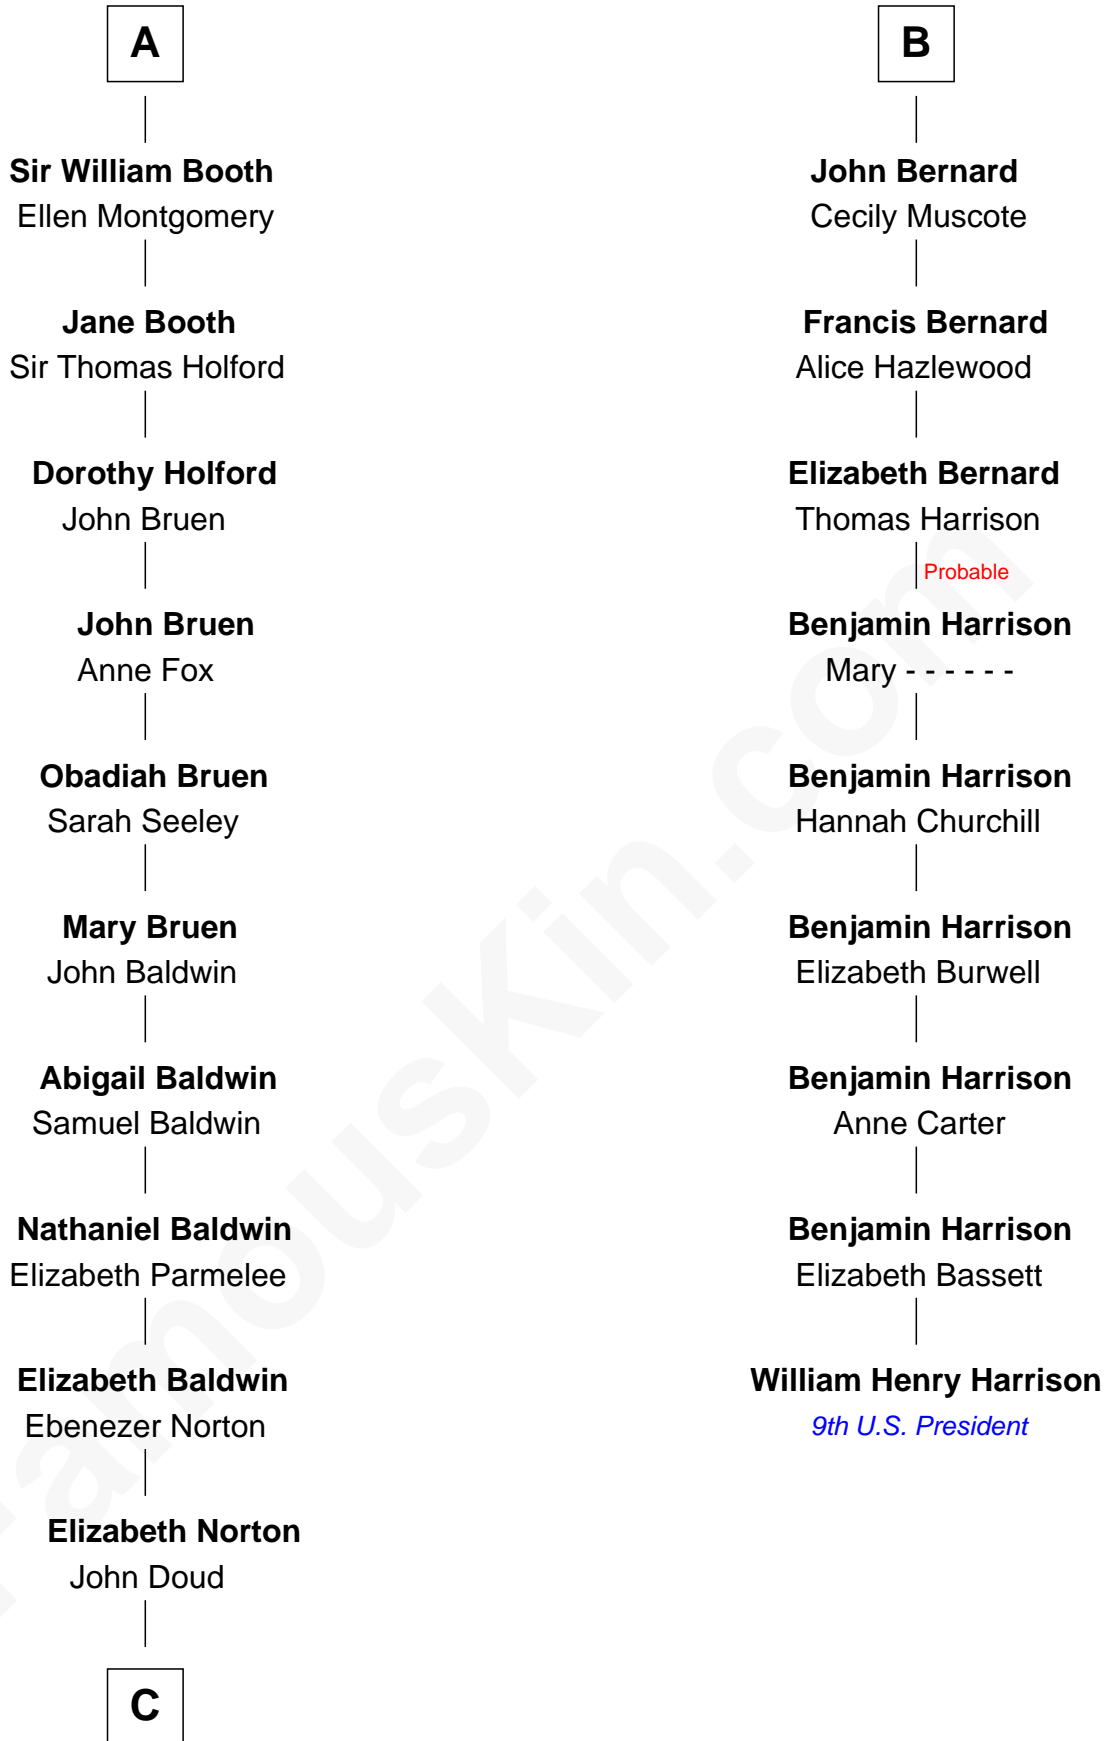 A
Sir William Booth
Ellen Montgomery
Jane Booth
Sir Thomas Holford
Dorothy Holford
John Bruen
John Bruen
Anne Fox
Obadiah Bruen
Sarah Seeley
Mary Bruen
John Baldwin
Abigail Baldwin
Samuel Baldwin
Nathaniel Baldwin
Elizabeth Parmelee
Elizabeth Baldwin
Ebenezer Norton
Elizabeth Norton
John Doud
C
B
John Bernard
Cecily Muscote
Francis Bernard
Alice Hazlewood
Elizabeth Bernard
Thomas Harrison
Probable
Benjamin Harrison
Mary - - - - - -
Benjamin Harrison
Hannah Churchill
Benjamin Harrison
Elizabeth Burwell
Benjamin Harrison
Anne Carter
Benjamin Harrison
Elizabeth Bassett
William Henry Harrison
9th U.S. President
FamousKin.com